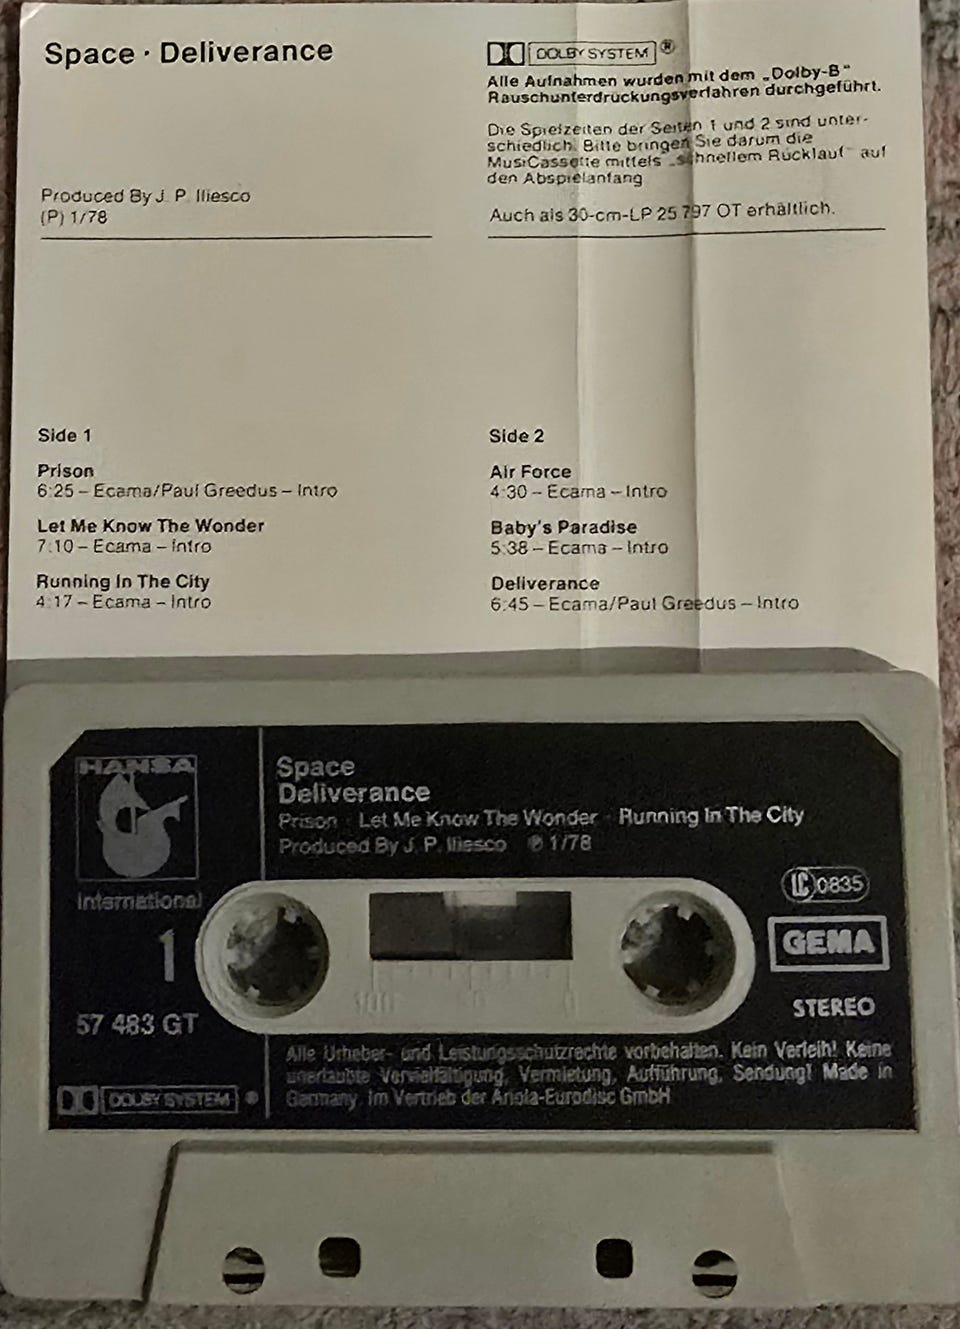 Space · Deliverance
Produced By J. P. Iliesco
(P) 1/78
DOLBY SYSTEM ®
Alle Aufnahmen wurden mit dem „Dolby-B“
Rauschunterdrückungsverfahren durchgeführt.
Die Spielzeiten der Seiten 1 und 2 sind unter-
schiedlich. Bitte bringen Sie darum die
MusiCassette mittels „schnellem Rücklauf“ auf
den Abspielanfang
Auch als 30-cm-LP 25 797 OT erhältlich.
Side 1
Prison
6:25 – Ecama/Paul Greedus – Intro
Let Me Know The Wonder
7:10 – Ecama – Intro
Running In The City
4:17 – Ecama – Intro
Side 2
Air Force
4:30 – Ecama – Intro
Baby's Paradise
5:38 – Ecama – Intro
Deliverance
6:45 – Ecama/Paul Greedus – Intro
HANSA
International
1
57 483 GT
DOLBY SYSTEM ®
Space
Deliverance
Prison · Let Me Know The Wonder · Running In The City
Produced By J. P. Iliesco ℗ 1/78
100 50 0
LC 0835
GEMA
STEREO
Alle Urheber- und Leistungsschutzrechte vorbehalten. Kein Verleih! Keine
unerlaubte Vervielfältigung, Vermietung, Aufführung, Sendung! Made in
Germany. Im Vertrieb der Ariola-Eurodisc GmbH